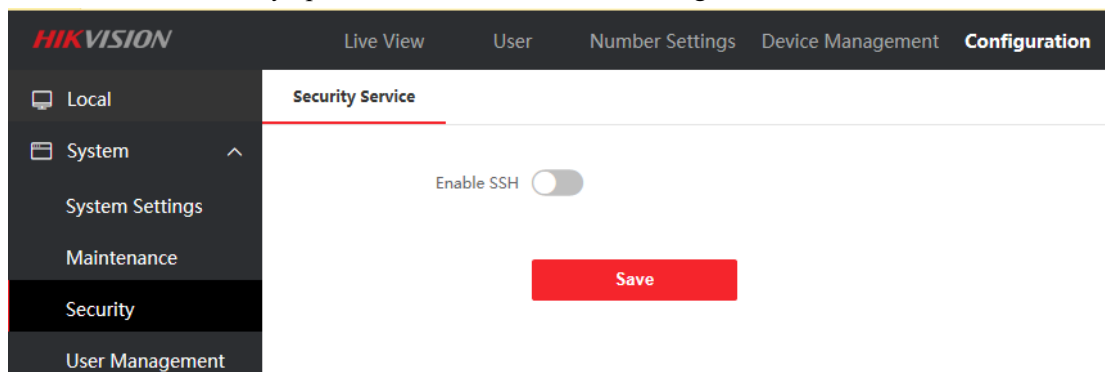 HIKVISION
Live View User Number Settings Device Management Configuration
Local
Security Service
System
Enable SSH
System Settings
Maintenance
Save
Security
User Management